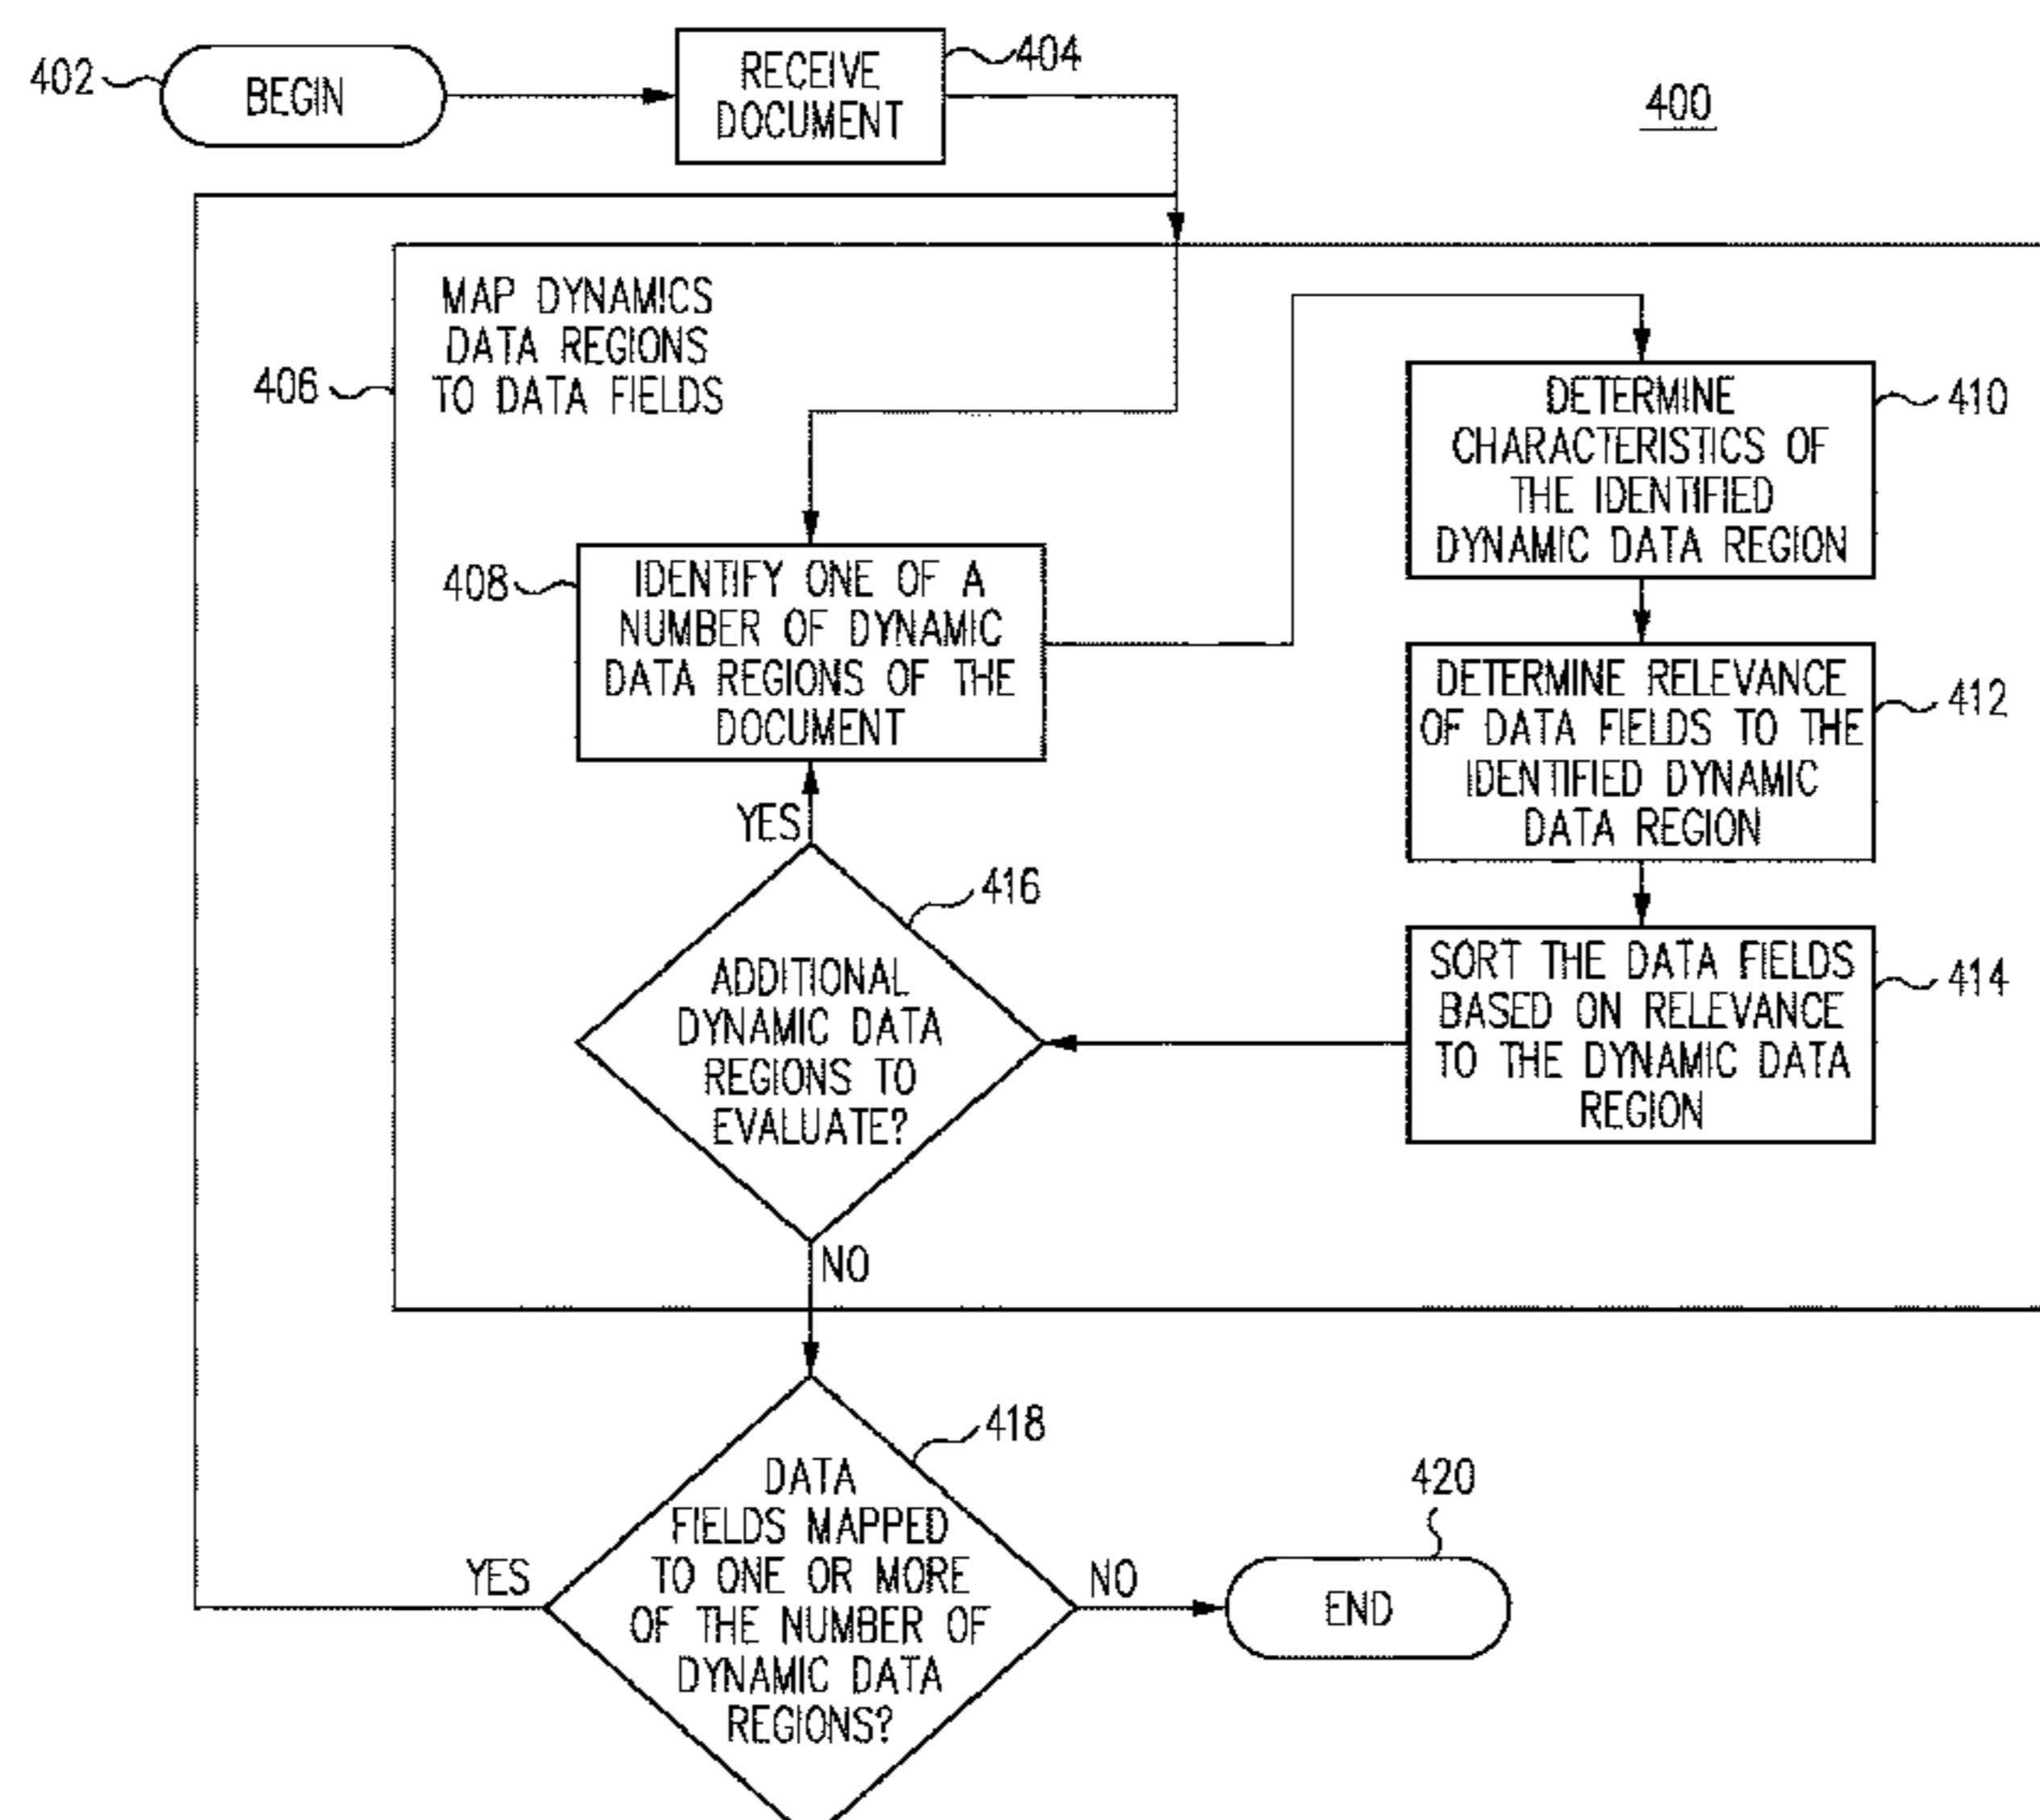 402
BEGIN
RECEIVE
DOCUMENT
404
400
MAP DYNAMICS
DATA REGIONS
TO DATA FIELDS
406
408
IDENTIFY ONE OF A
NUMBER OF DYNAMIC
DATA REGIONS OF THE
DOCUMENT
DETERMINE
CHARACTERISTICS OF
THE IDENTIFIED
DYNAMIC DATA REGION
410
DETERMINE RELEVANCE
OF DATA FIELDS TO THE
IDENTIFIED DYNAMIC
DATA REGION
412
SORT THE DATA FIELDS
BASED ON RELEVANCE
TO THE DYNAMIC DATA
REGION
414
YES
416
ADDITIONAL
DYNAMIC DATA
REGIONS TO
EVALUATE?
NO
418
DATA
FIELDS MAPPED
TO ONE OR MORE
OF THE NUMBER OF
DYNAMIC DATA
REGIONS?
YES
NO
420
END